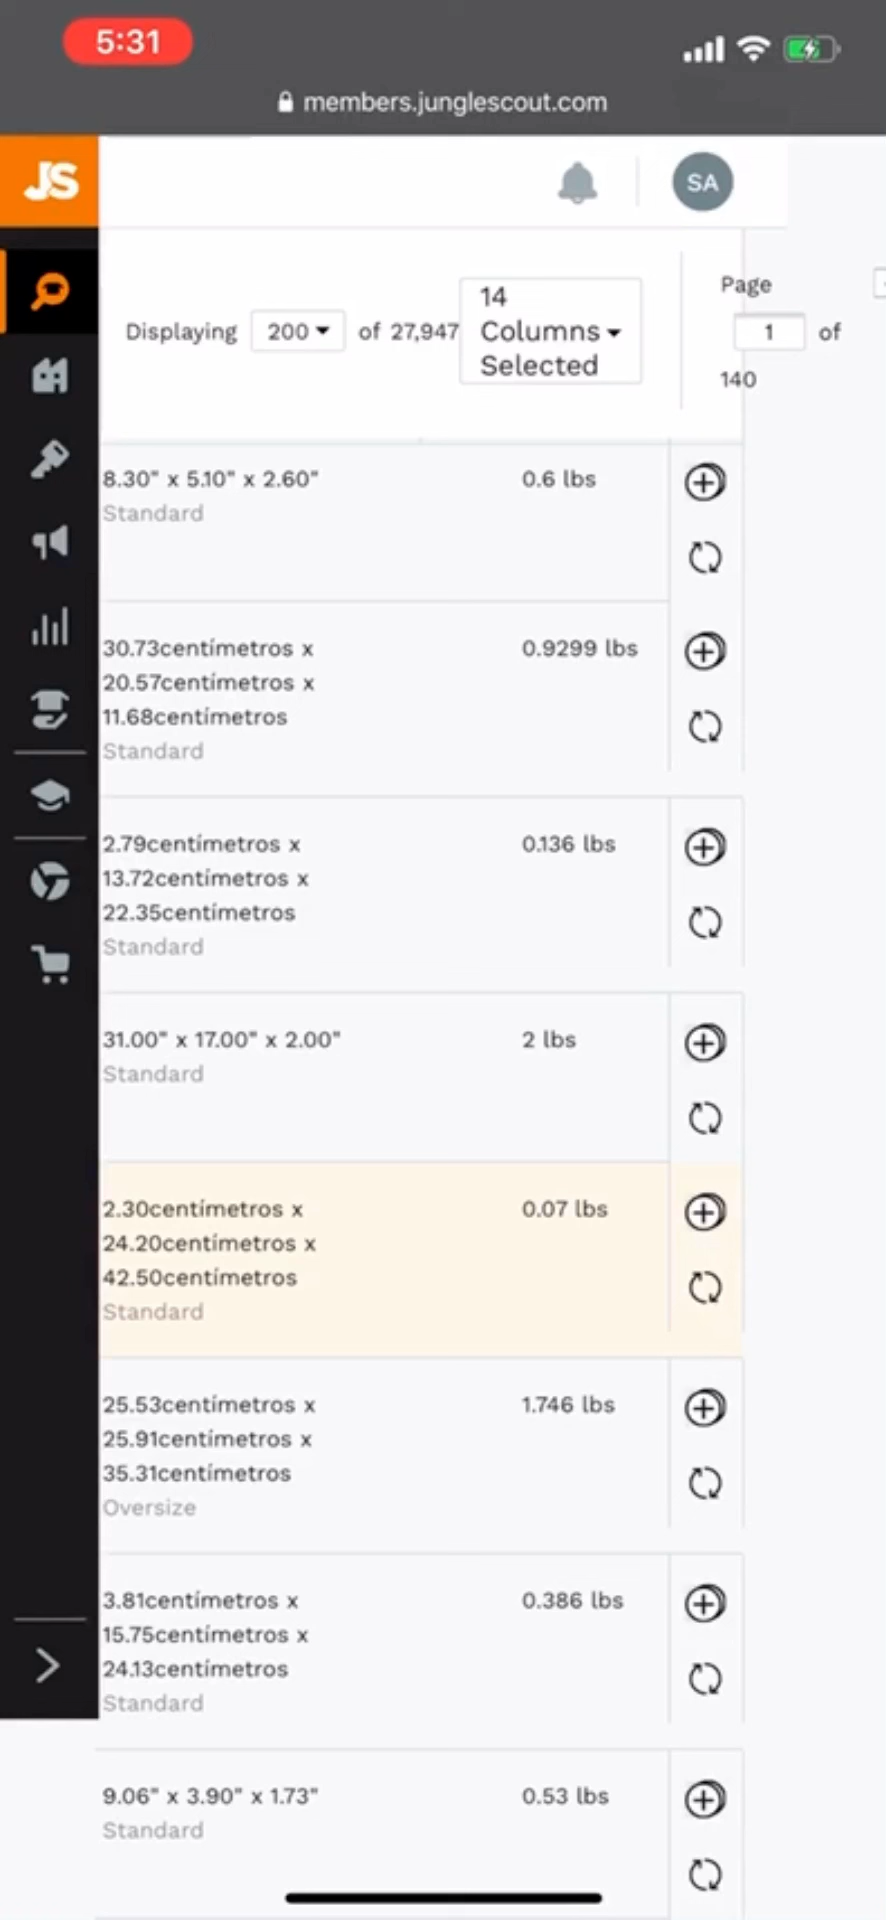 5:31
members.junglescout.com
JS
SA
Displaying 200 of 27,947
14
Columns
Selected
Page
1 of
140
8.30" x 5.10" x 2.60" 0.6 lbs
Standard
30.73centímetros x 0.9299 lbs
20.57centímetros x
11.68centímetros
Standard
2.79centímetros x 0.136 lbs
13.72centímetros x
22.35centímetros
Standard
31.00" x 17.00" x 2.00" 2 lbs
Standard
2.30centímetros x 0.07 lbs
24.20centímetros x
42.50centímetros
Standard
25.53centímetros x 1.746 lbs
25.91centímetros x
35.31centímetros
Oversize
3.81centímetros x 0.386 lbs
15.75centímetros x
24.13centímetros
Standard
9.06" x 3.90" x 1.73" 0.53 lbs
Standard